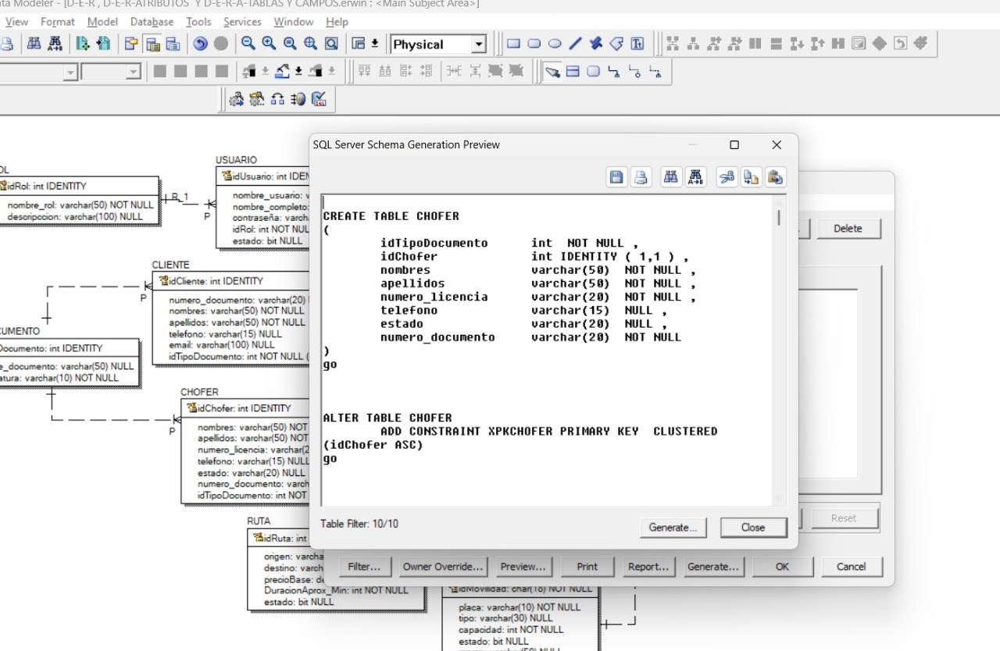 ta Modeler - [D-E-R , D-E-R-ATRIBUTOS Y D-E-R-A-TABLAS Y CAMPOS.erwin : <Main Subject Area>]
View Format Model Database Tools Services Window Help
Physical
OL
idRol: int IDENTITY
nombre_rol: varchar(50) NOT NULL
descripccion: varchar(100) NULL
R_1
P
USUARIO
idUsuario: int IDEN
nombre_usuario: v
nombre_completo:
contraseña: varch
idRol: int NOT NUL
estado: bit NULL
CLIENTE
idCliente: int IDENTITY
P
numero_documento: varchar(20)
nombres: varchar(50) NOT NULL
apellidos: varchar(50) NOT NULL
telefono: varchar(15) NULL
email: varchar(100) NULL
idTipoDocumento: int NOT NULL (
CUMENTO
Documento: int IDENTITY
e_documento: varchar(50) NULL
atura: varchar(10) NOT NULL
CHOFER
idChofer: int IDENTITY
P
nombres: varchar(50) NOT
apellidos: varchar(50) NOT
numero_licencia: varchar(2
telefono: varchar(15) NULL
estado: varchar(20) NULL
numero_documento: varch
idTipoDocumento: int NOT
RUTA
idRuta: int
origen: varcha
destino: varch
precioBase: de
DuracionAprox_Min: int NOT NULL
estado: bit NULL
idMovilidad: char(18) NOT NULL
placa: varchar(10) NOT NULL
tipo: varchar(30) NULL
capacidad: int NOT NULL
estado: bit NULL
SQL Server Schema Generation Preview
CREATE TABLE CHOFER
(
idTipoDocumento int NOT NULL ,
idChofer int IDENTITY ( 1,1 ) ,
nombres varchar(50) NOT NULL ,
apellidos varchar(50) NOT NULL ,
numero_licencia varchar(20) NOT NULL ,
telefono varchar(15) NULL ,
estado varchar(20) NULL ,
numero_documento varchar(20) NOT NULL
)
go
ALTER TABLE CHOFER
ADD CONSTRAINT XPKCHOFER PRIMARY KEY CLUSTERED
(idChofer ASC)
go
Table Filter: 10/10
Generate... Close
Delete
Reset
Filter... Owner Override... Preview... Print Report... Generate... OK Cancel